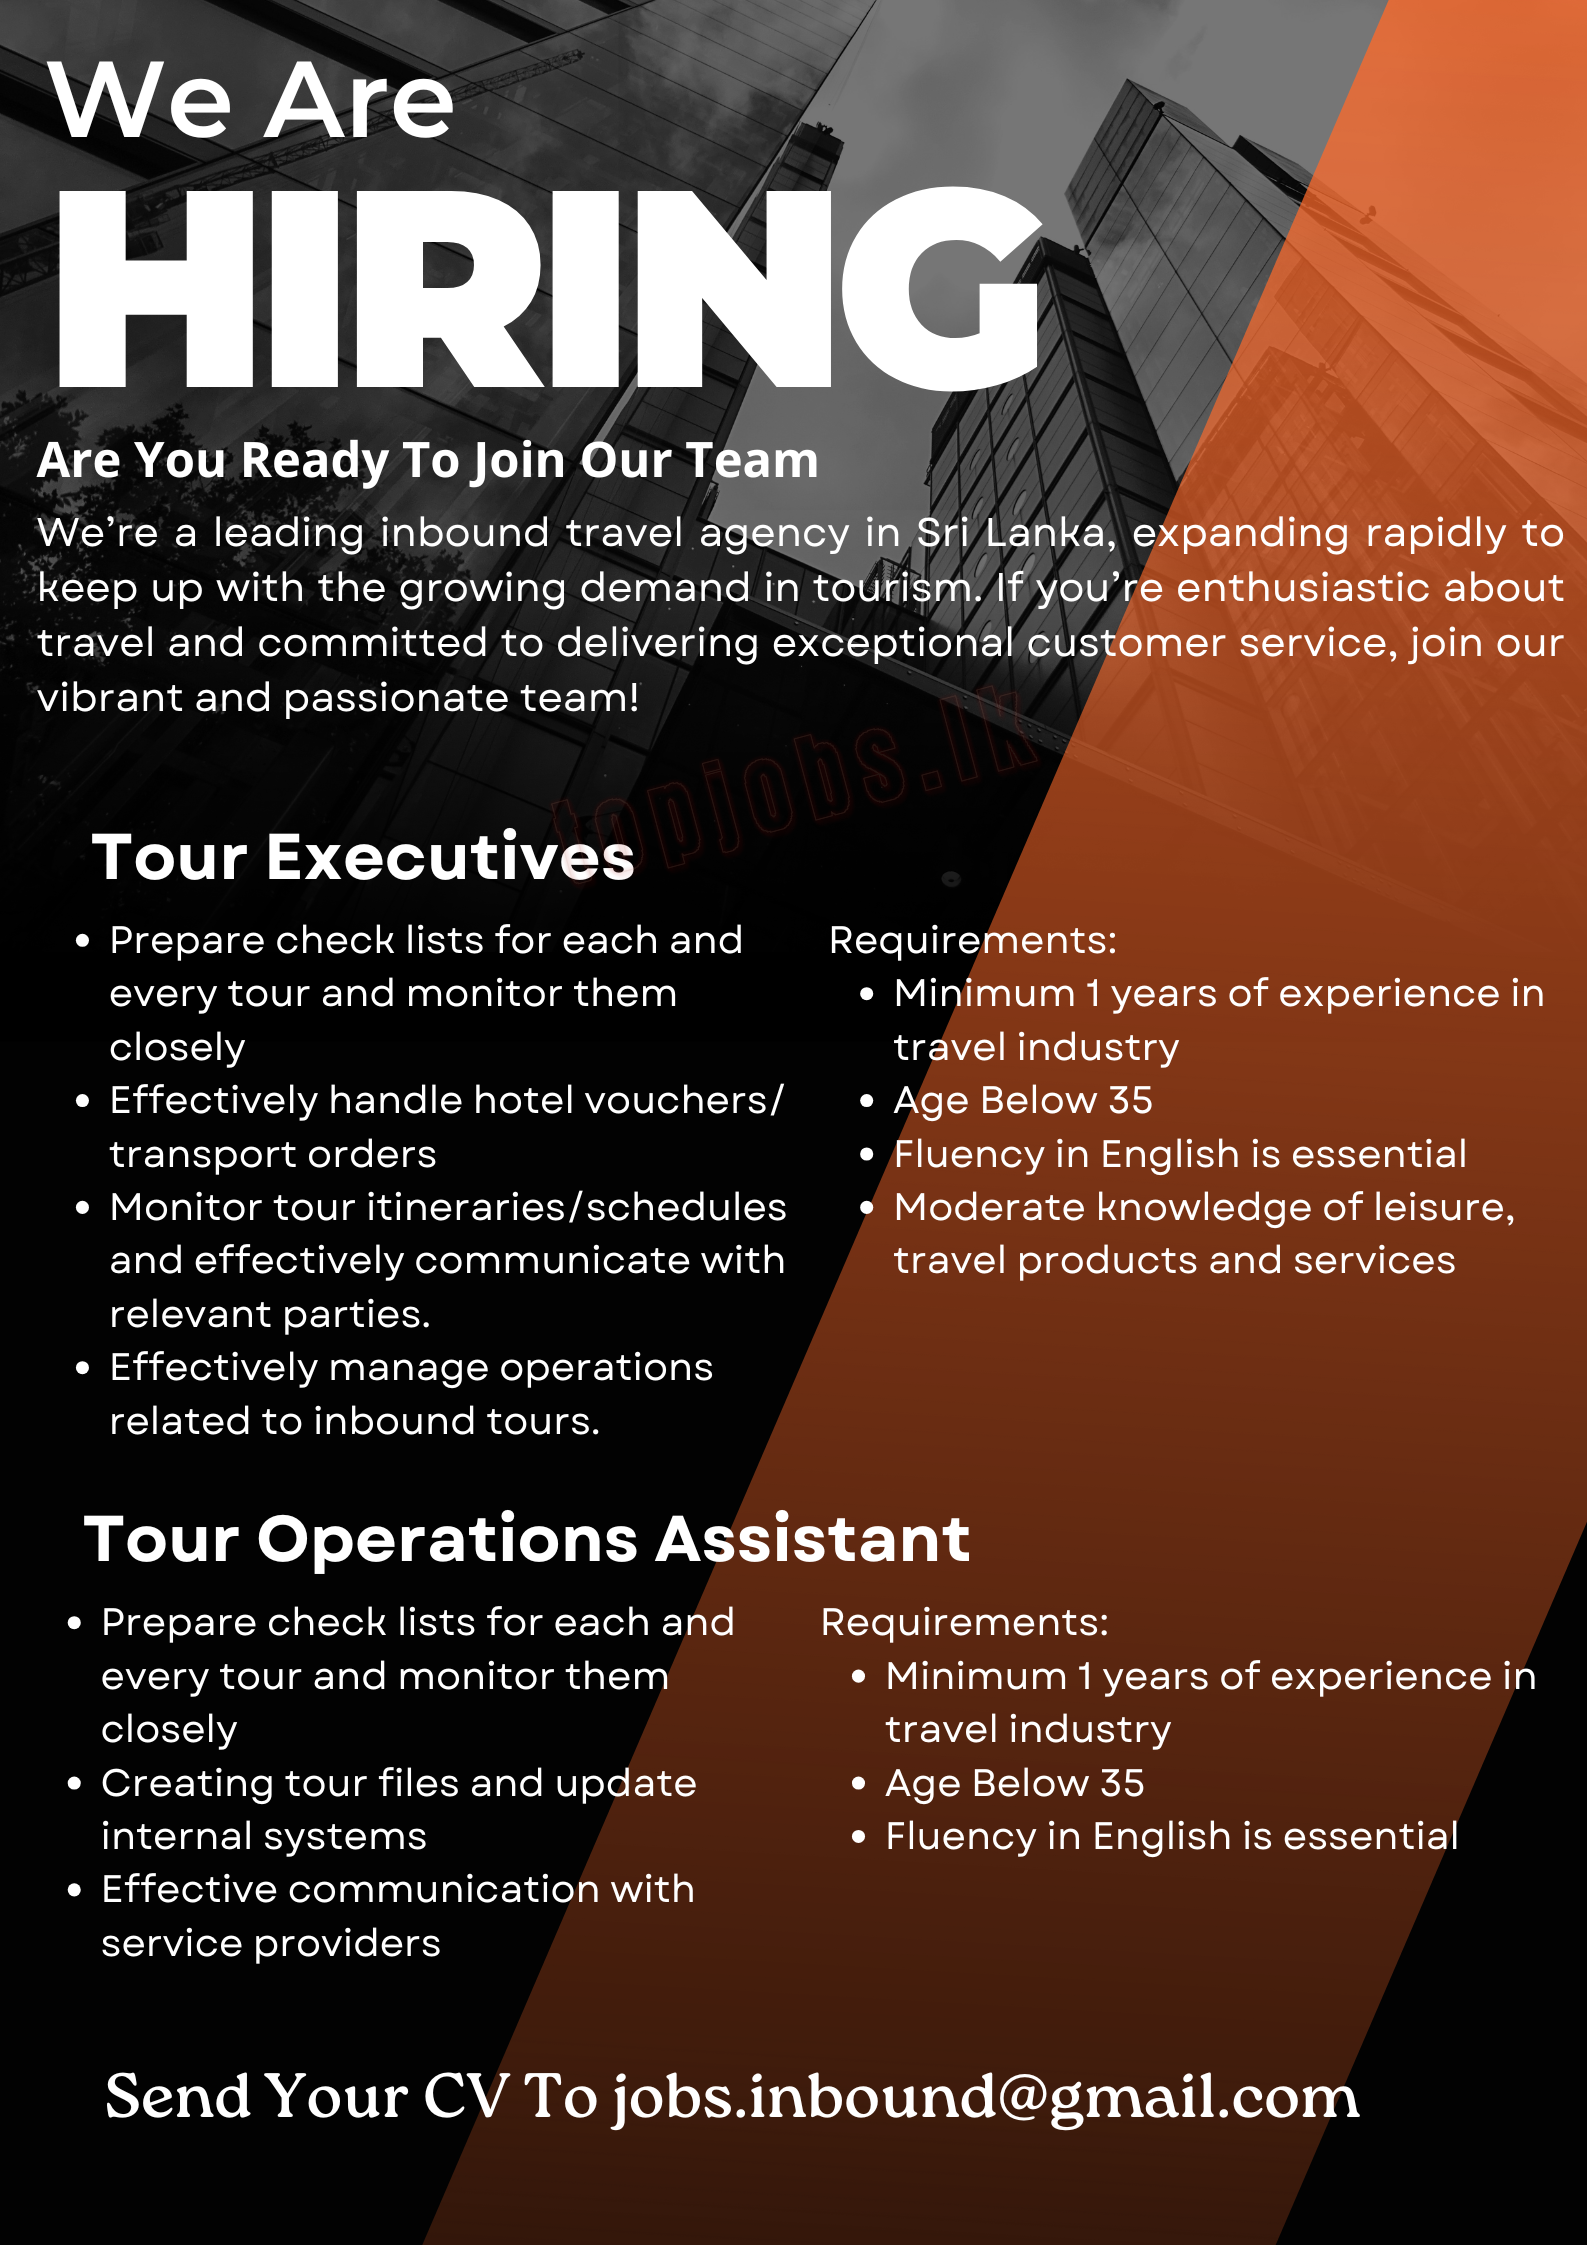 We Are
HIRING
Are You Ready To Join Our Team
We’re a leading inbound travel agency in Sri Lanka, expanding rapidly to
keep up with the growing demand in tourism. If you’re enthusiastic about
travel and committed to delivering exceptional customer service, join our
vibrant and passionate team!
topjobs.lk
Tour Executives
• Prepare check lists for each and
every tour and monitor them
closely
• Effectively handle hotel vouchers/
transport orders
• Monitor tour itineraries/schedules
and effectively communicate with
relevant parties.
• Effectively manage operations
related to inbound tours.
Requirements:
• Minimum 1 years of experience in
travel industry
• Age Below 35
• Fluency in English is essential
• Moderate knowledge of leisure,
travel products and services
Tour Operations Assistant
• Prepare check lists for each and
every tour and monitor them
closely
• Creating tour files and update
internal systems
• Effective communication with
service providers
Requirements:
• Minimum 1 years of experience in
travel industry
• Age Below 35
• Fluency in English is essential
Send Your CV To jobs.inbound@gmail.com